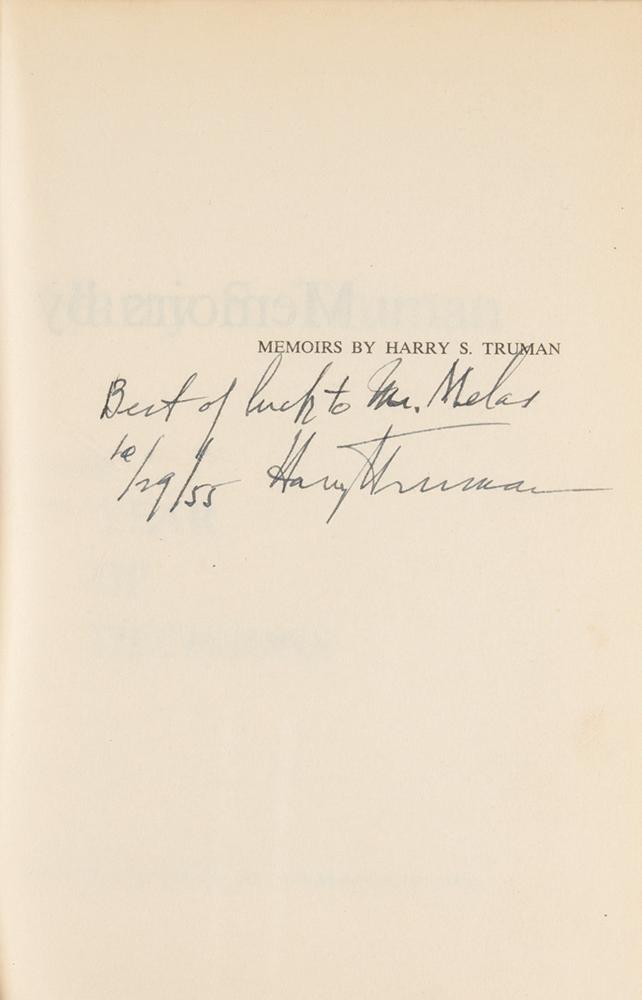 MEMOIRS BY HARRY S. TRUMAN
Best of luck to Mr. Melas
10/29/55 Harry Truman